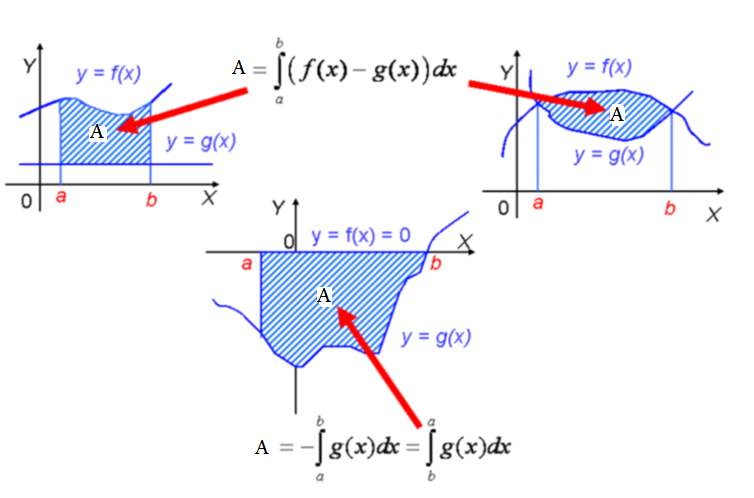 Y
y = f(x)
A
y = g(x)
0
a
b
X
A = ∫_a^b (f(x) − g(x))dx
Y
y = f(x)
A
y = g(x)
0
a
b
X
Y
0
y = f(x) = 0
X
a
b
A
y = g(x)
A = −∫_a^b g(x)dx = ∫_b^a g(x)dx